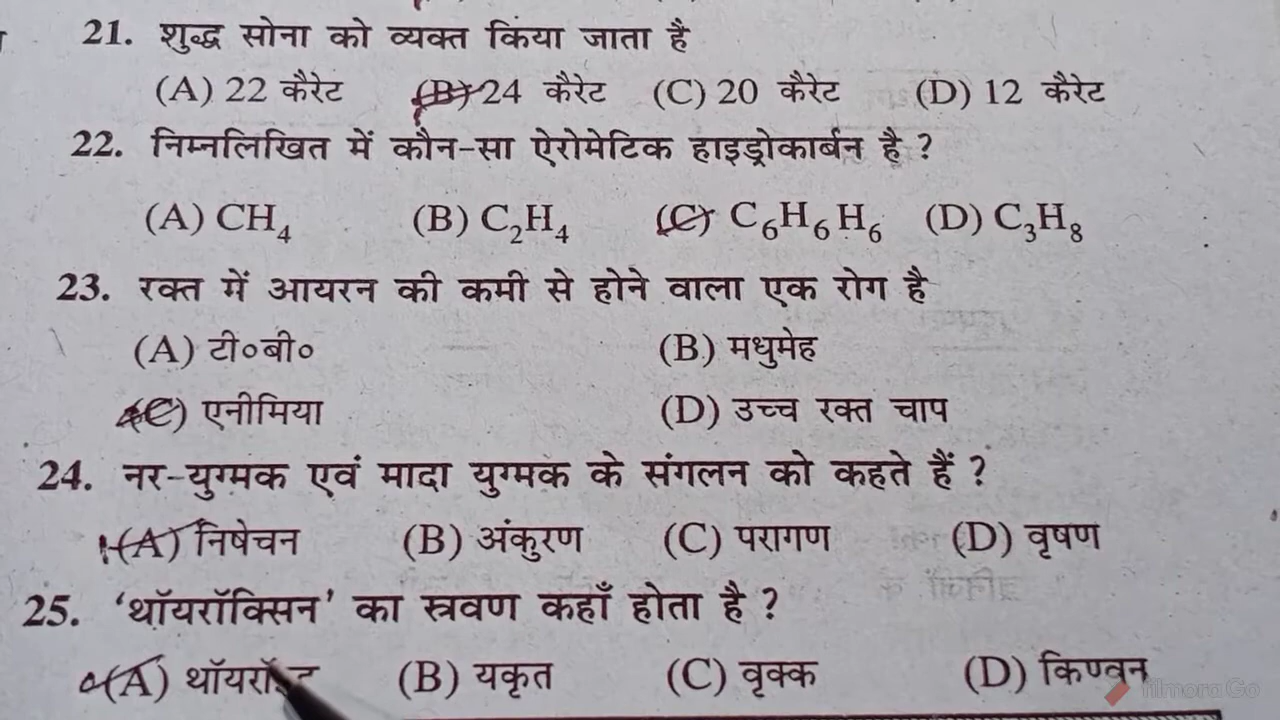 21. शुद्ध सोना को व्यक्त किया जाता है
(A) 22 कैरेट (B) 24 कैरेट (C) 20 कैरेट (D) 12 कैरेट
22. निम्नलिखित में कौन-सा ऐरोमेटिक हाइड्रोकार्बन है ?
(A) CH₄ (B) C₂H₄ (C) C₆H₆ H₆ (D) C₃H₈
23. रक्त में आयरन की कमी से होने वाला एक रोग है
(A) टी०बी० (B) मधुमेह
(C) एनीमिया (D) उच्च रक्त चाप
24. नर-युग्मक एवं मादा युग्मक के संगलन को कहते हैं ?
(A) निषेचन (B) अंकुरण (C) परागण (D) वृषण
25. 'थॉयरॉक्सिन' का स्त्रवण कहाँ होता है ?
(A) (B) यकृत (C) वृक्क (D) किण्वन
filmora Go